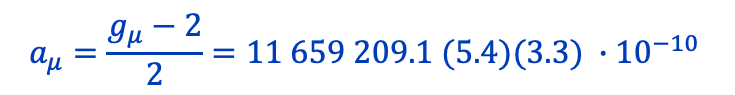 a_μ = (g_μ − 2)/2 = 11 659 209.1 (5.4)(3.3) · 10⁻¹⁰